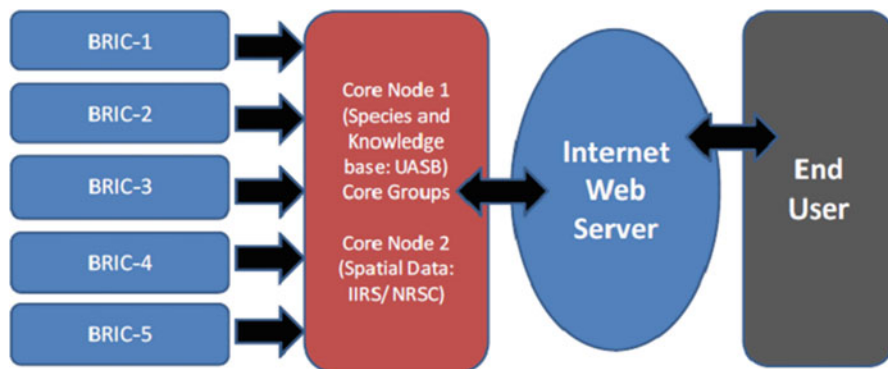 BRIC-1
BRIC-2
BRIC-3
BRIC-4
BRIC-5
Core Node 1
(Species and
Knowledge
base: UASB)
Core Groups
Core Node 2
(Spatial Data:
IIRS/ NRSC)
Internet
Web
Server
End
User